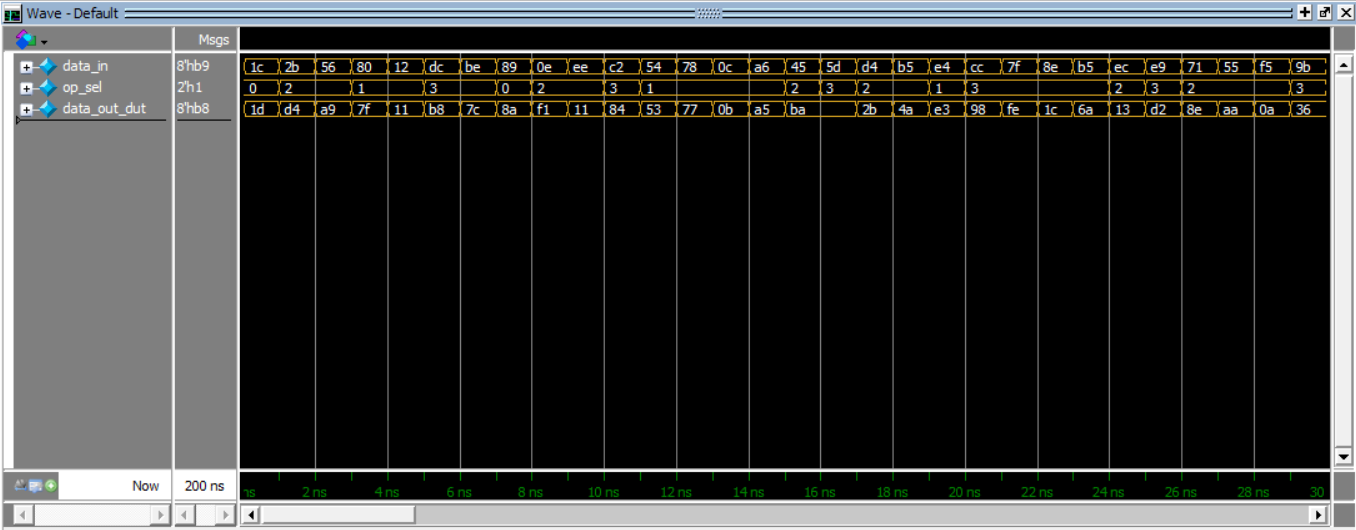 Wave - Default
Msgs
data_in 8'hb9 1c 2b 56 80 12 dc be 89 0e ee c2 54 78 0c a6 45 5d d4 b5 e4 cc 7f 8e b5 ec e9 71 55 f5 9b
op_sel 2'h1 0 2 1 3 0 2 3 1 2 3 2 1 3 2 3 2 3
data_out_dut 8'hb8 1d d4 a9 7f 11 b8 7c 8a f1 11 84 53 77 0b a5 ba 2b 4a e3 98 fe 1c 6a 13 d2 8e aa 0a 36
Now 200 ns ns 2 ns 4 ns 6 ns 8 ns 10 ns 12 ns 14 ns 16 ns 18 ns 20 ns 22 ns 24 ns 26 ns 28 ns 30